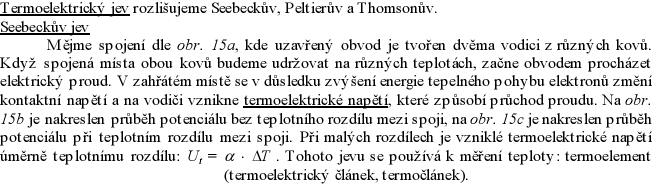 Termoelektrický jev rozlišujeme Seebeckův, Peltierův a Thomsonův.
Seebeckův jev
Mějme spojení dle obr. 15a, kde uzavřený obvod je tvořen dvěma vodici z různých kovů.
Když spojená místa obou kovů budeme udržovat na různých teplotách, začne obvodem procházet
elektrický proud. V zahřátém místě se v důsledku zvýšení energie tepelného pohybu elektronů změní
kontaktní napětí a na vodiči vznikne termoelektrické napětí, které způsobí průchod proudu. Na obr.
15b je nakreslen průběh potenciálu bez teplotního rozdílu mezi spoji, na obr. 15c je nakreslen průběh
potenciálu při teplotním rozdílu mezi spoji. Při malých rozdílech je vzniklé termoelektrické napětí
úměrně teplotnímu rozdílu: Ut = α · ΔT . Tohoto jevu se používá k měření teploty: termoelement
(termoelektrický článek, termočlánek).